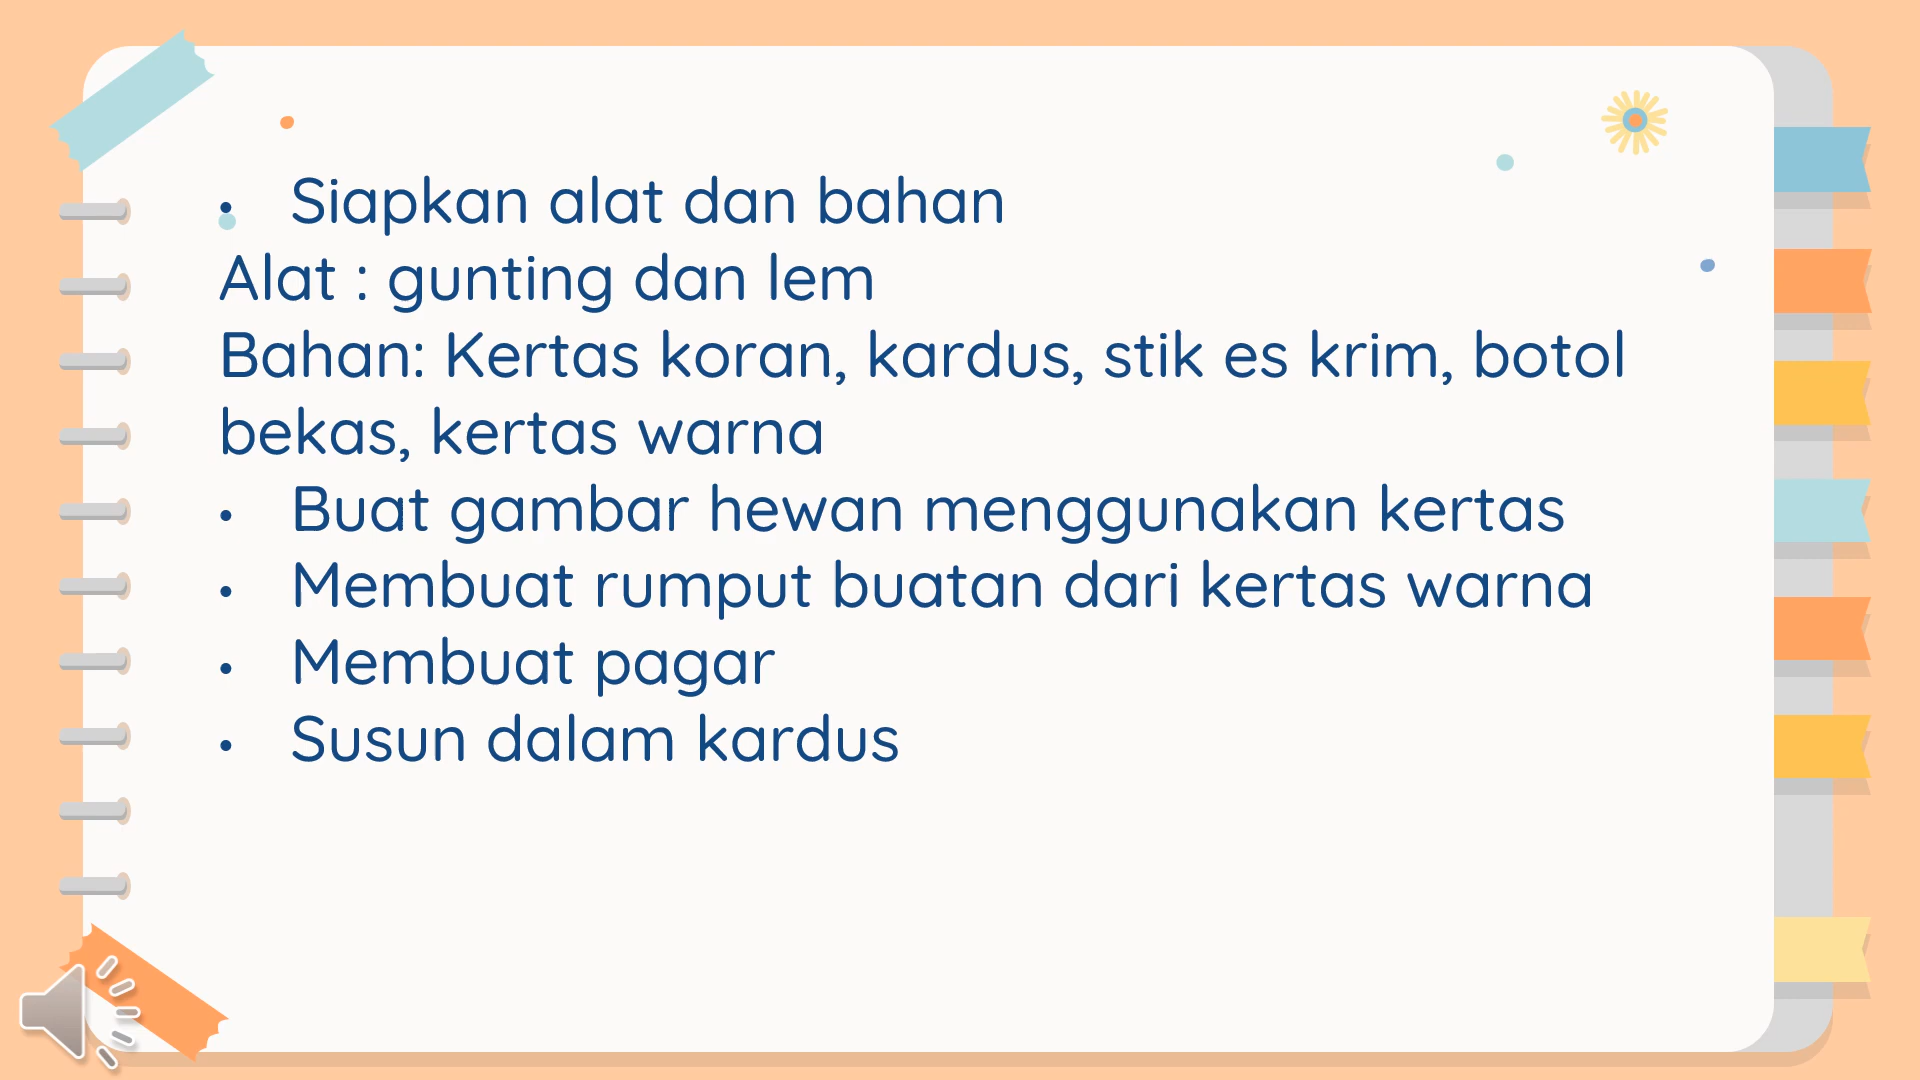 • Siapkan alat dan bahan
Alat : gunting dan lem
Bahan: Kertas koran, kardus, stik es krim, botol
bekas, kertas warna
• Buat gambar hewan menggunakan kertas
• Membuat rumput buatan dari kertas warna
• Membuat pagar
• Susun dalam kardus